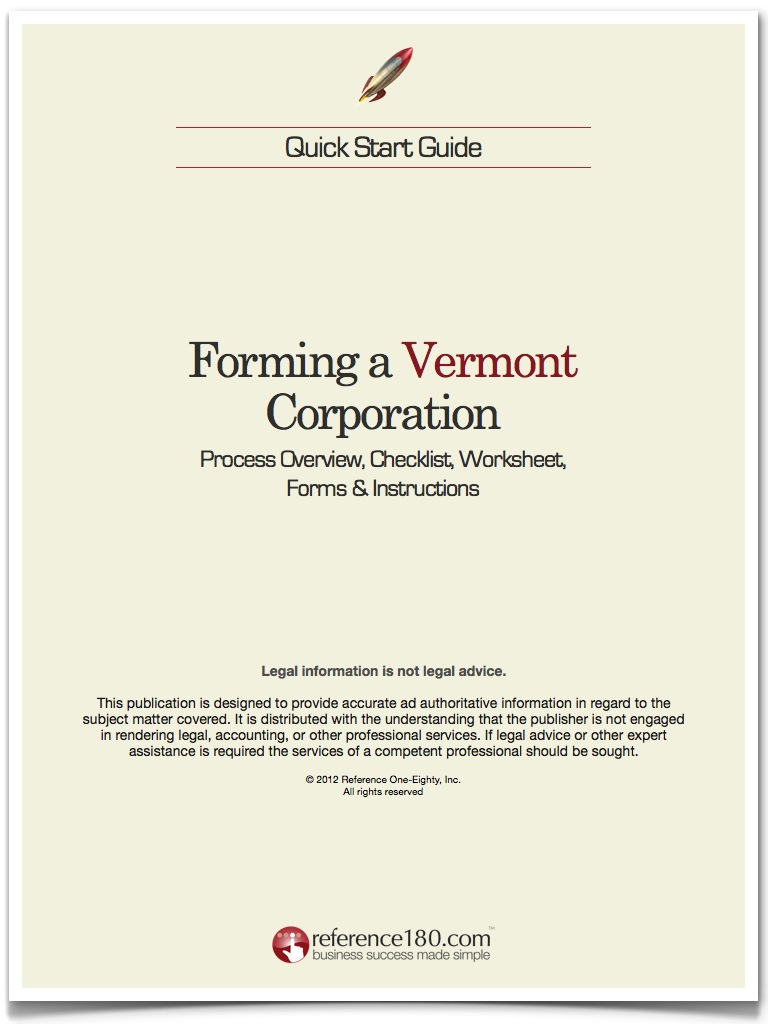 Quick Start Guide
Forming a Vermont
Corporation
Process Overview, Checklist, Worksheet,
Forms & Instructions
Legal information is not legal advice.
This publication is designed to provide accurate ad authoritative information in regard to the
subject matter covered. It is distributed with the understanding that the publisher is not engaged
in rendering legal, accounting, or other professional services. If legal advice or other expert
assistance is required the services of a competent professional should be sought.
© 2012 Reference One-Eighty, Inc.
All rights reserved
reference180.com™
business success made simple